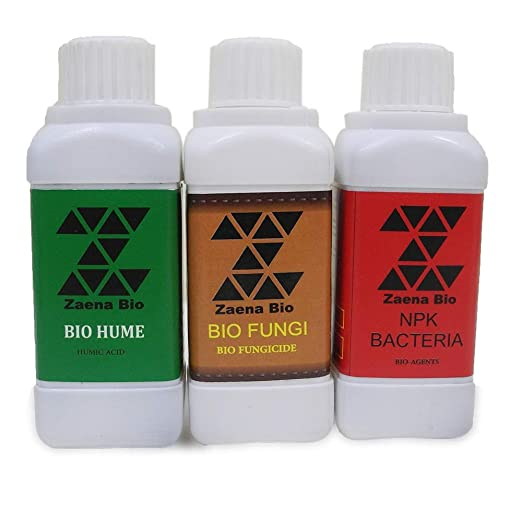 Zaena Bio
BIO HUME
HUMIC ACID
Zaena Bio
BIO FUNGI
BIO FUNGICIDE
Zaena Bio
NPK
BACTERIA
BIO-AGENTS